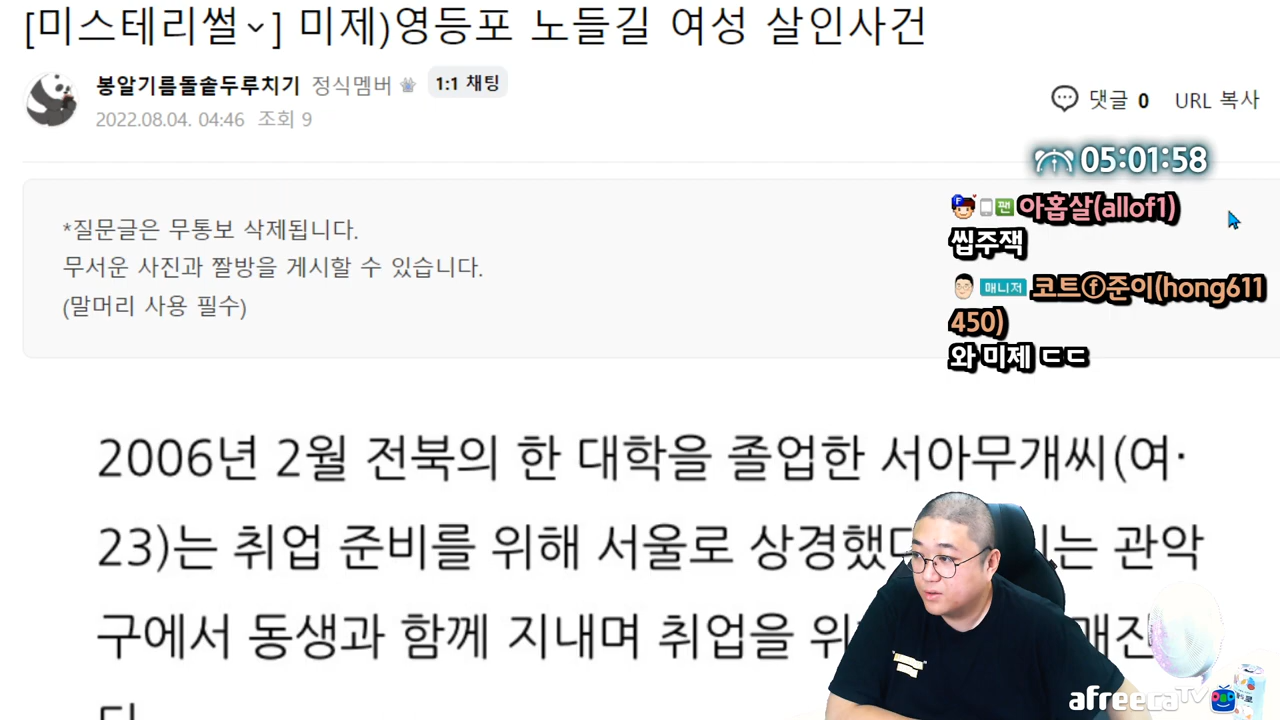 [미스테리썰⌄] 미제)영등포 노들길 여성 살인사건
봉알기름돌솥두루치기 정식멤버 1:1 채팅
2022.08.04. 04:46 조회 9
댓글 0 URL 복사
05:01:58
*질문글은 무통보 삭제됩니다.
무서운 사진과 짤방을 게시할 수 있습니다.
(말머리 사용 필수)
F 팬 아홉살(allof1)
씹주잭
매니저 코트ⓕ준이(hong611
450)
와 미제 ㄷㄷ
2006년 2월 전북의 한 대학을 졸업한 서아무개씨(여·
23)는 취업 준비를 위해 서울로 상경했다 는 관악
구에서 동생과 함께 지내며 취업을 위 매진
다
afreecaTV